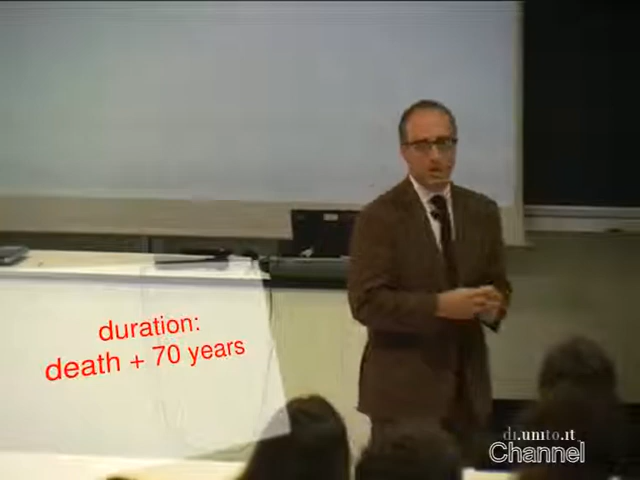 duration:
death + 70 years
di.unito.it
Channel